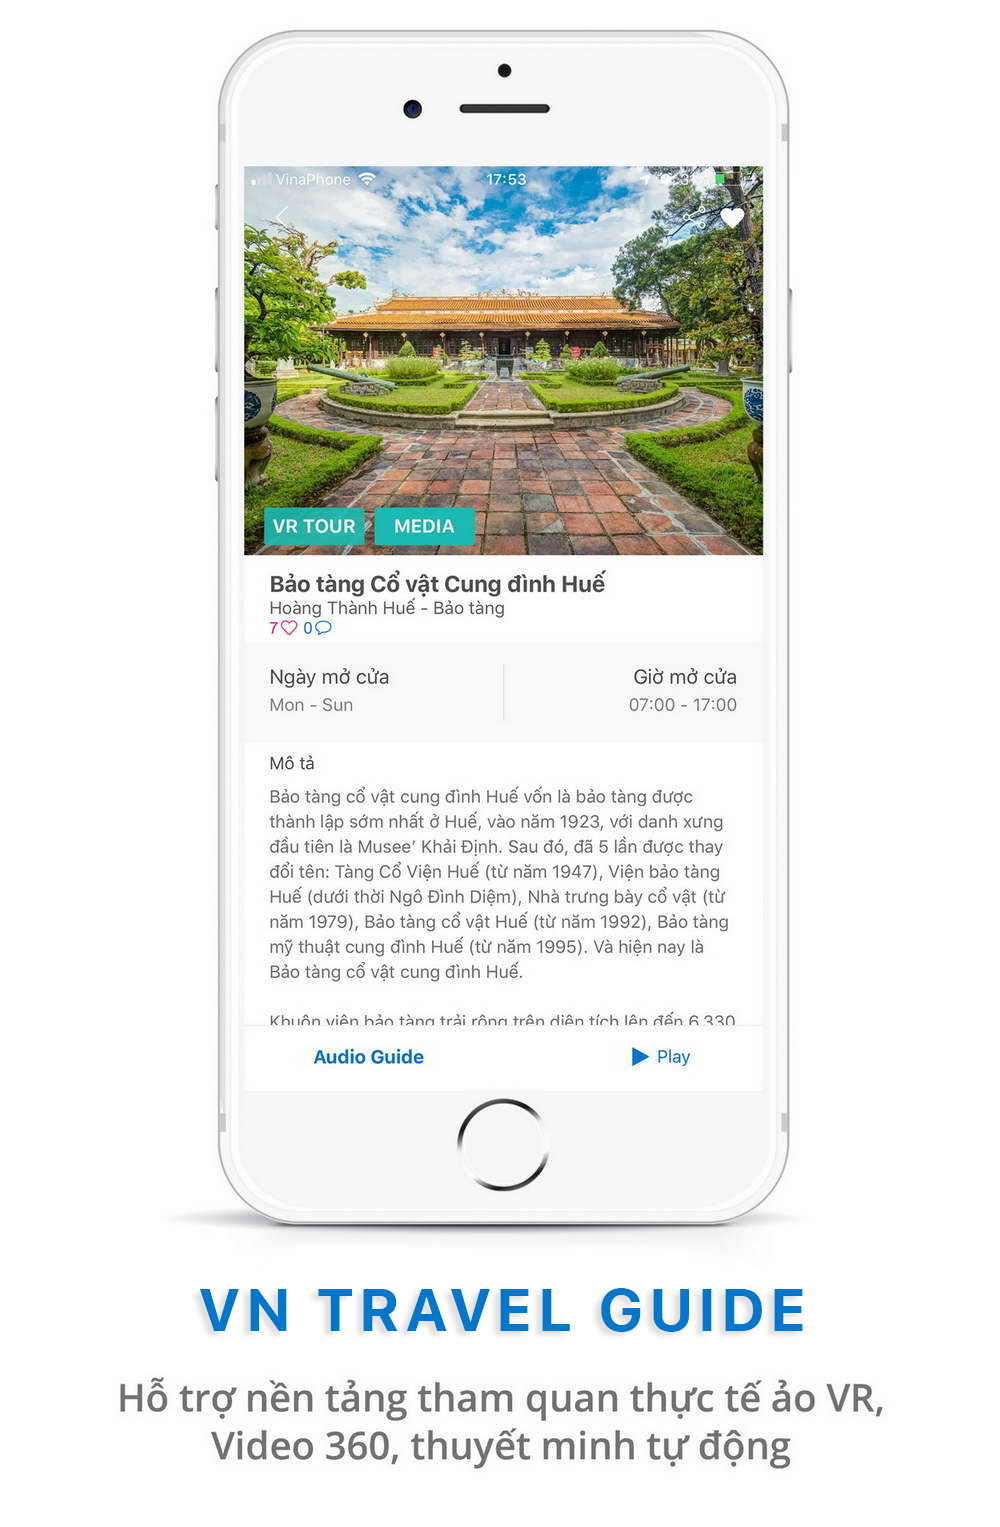 VinaPhone 17:53
VR TOUR MEDIA
Bảo tàng Cổ vật Cung đình Huế
Hoàng Thành Huế - Bảo tàng
7 0
Ngày mở cửa Giờ mở cửa
Mon - Sun 07:00 - 17:00
Mô tả
Bảo tàng cổ vật cung đình Huế vốn là bảo tàng được
thành lập sớm nhất ở Huế, vào năm 1923, với danh xưng
đầu tiên là Musee’ Khải Định. Sau đó, đã 5 lần được thay
đổi tên: Tàng Cổ Viện Huế (từ năm 1947), Viện bảo tàng
Huế (dưới thời Ngô Đình Diệm), Nhà trưng bày cổ vật (từ
năm 1979), Bảo tàng cổ vật Huế (từ năm 1992), Bảo tàng
mỹ thuật cung đình Huế (từ năm 1995). Và hiện nay là
Bảo tàng cổ vật cung đình Huế.
Khuôn viên bảo tàng trải rộng trên diện tích lên đến 6.330
Audio Guide Play
VN TRAVEL GUIDE
Hỗ trợ nền tảng tham quan thực tế ảo VR,
Video 360, thuyết minh tự động